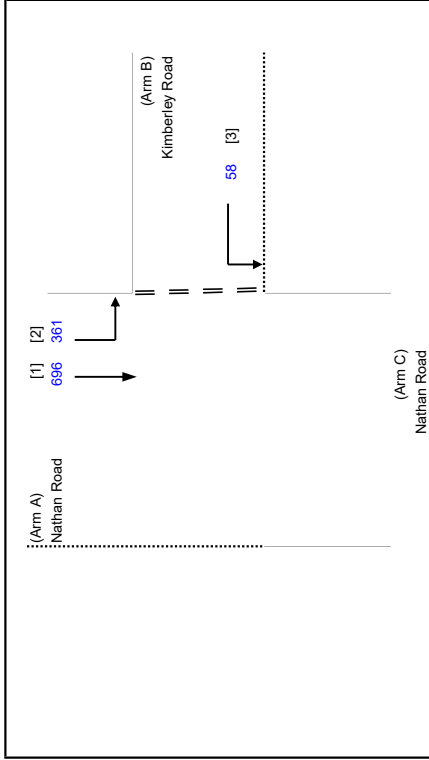 (Arm A)
Nathan Road
[1] [2]
696 361
(Arm B)
Kimberley Road
58 [3]
(Arm C)
Nathan Road